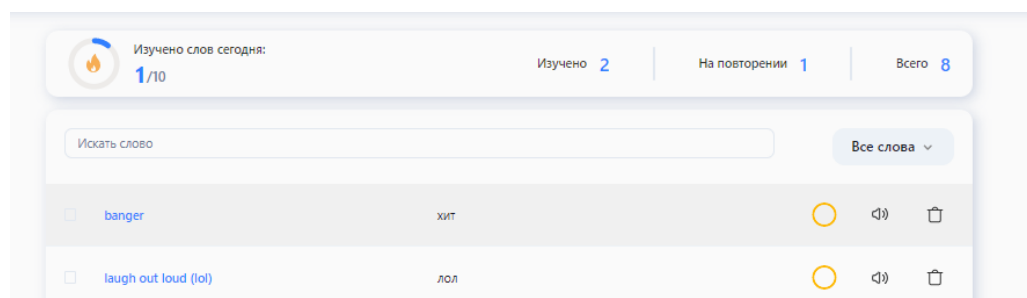 Изучено слов сегодня:
1/10
Изучено 2
На повторении 1
Всего 8
Искать слово
Все слова
banger хит
laugh out loud (lol) лол